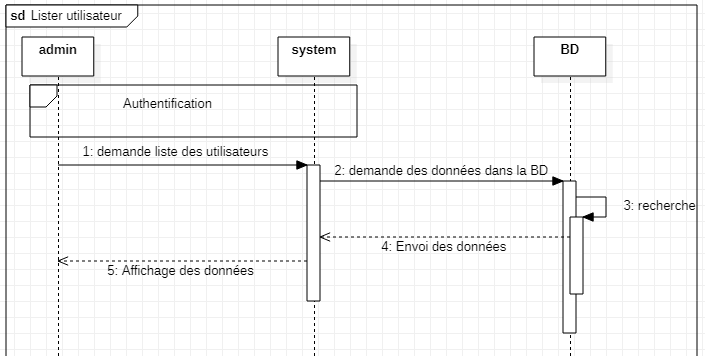 sd Lister utilisateur
admin
system
BD
Authentification
1: demande liste des utilisateurs
2: demande des données dans la BD
3: recherche
4: Envoi des données
5: Affichage des données